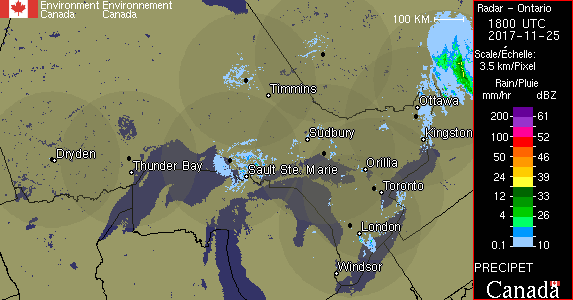 Environment Environnement
Canada Canada
100 KM
Timmins
Ottawa
Sudbury
Kingston
Dryden
Thunder Bay
Sault Ste. Marie
Orillia
Toronto
London
Windsor
Radar - Ontario
1800 UTC
2017-11-25
Scale/Échelle:
3.5 km/Pixel
Rain/Pluie
mm/hr dBZ
200 61
100 52
50 46
24 39
12 33
4 26
0.1 10
PRECIPET
Canada